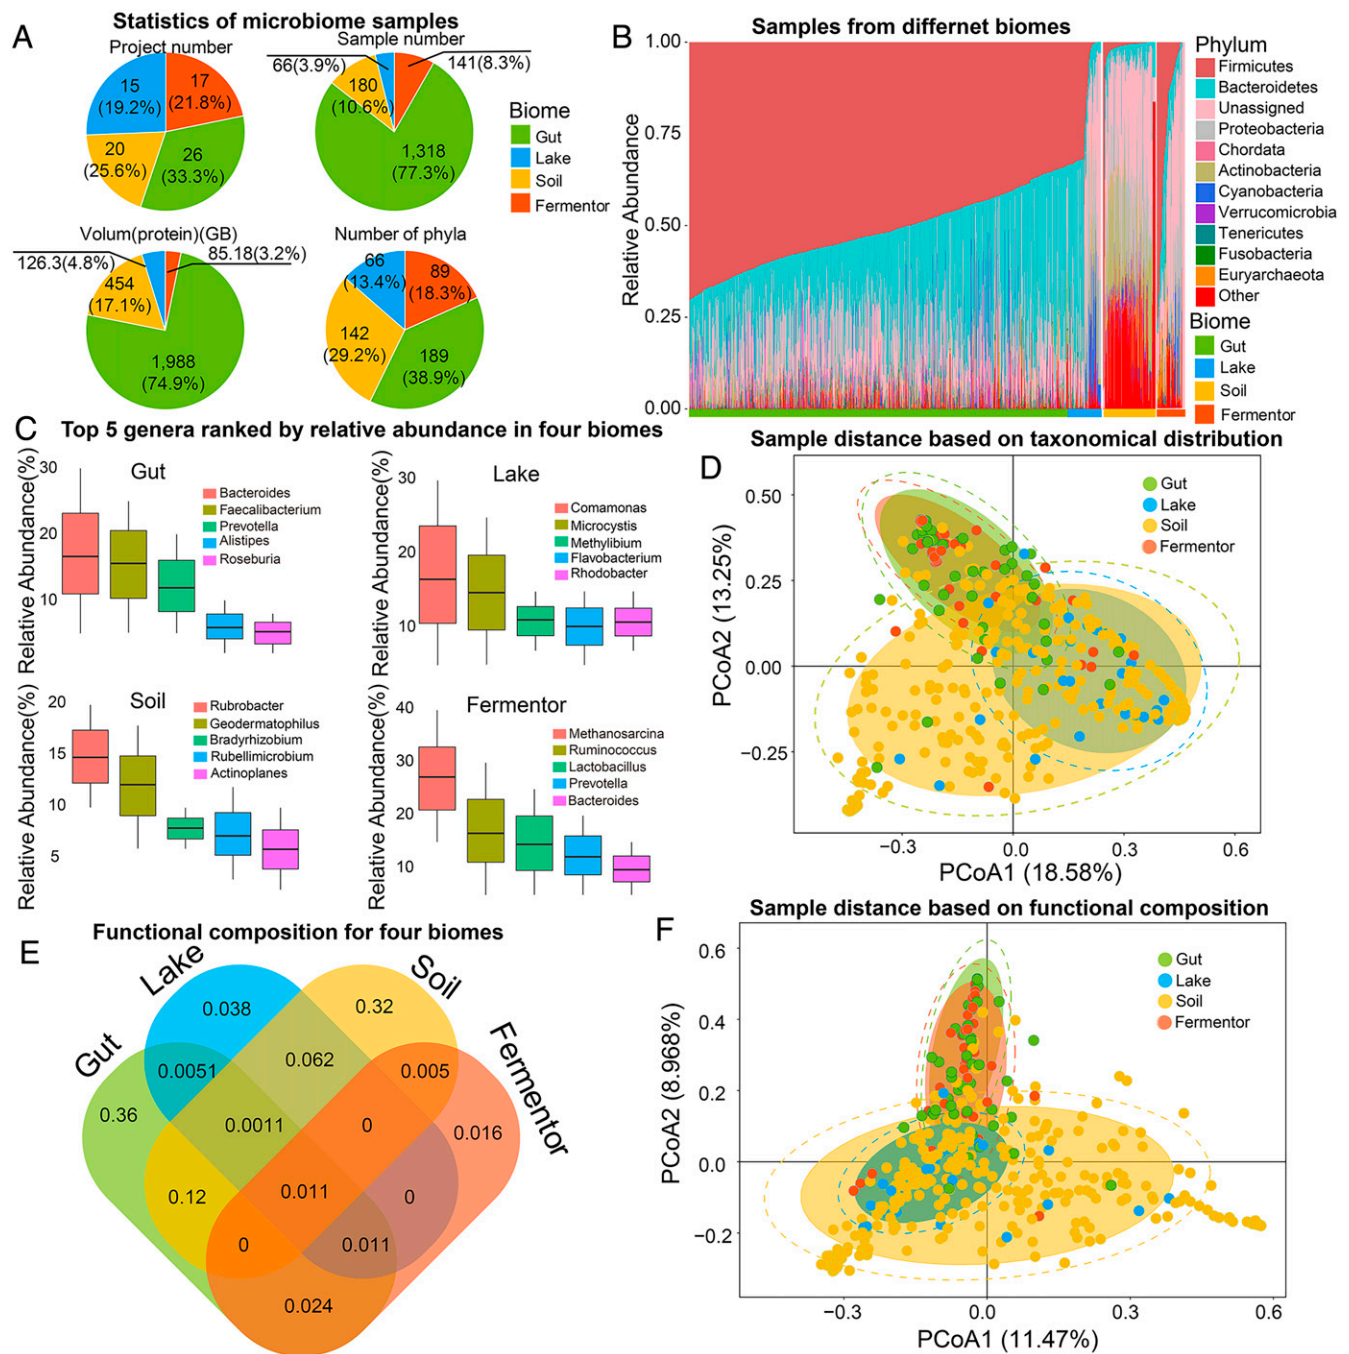 A
Statistics of microbiome samples
Project number
15
(19.2%)
17
(21.8%)
20
(25.6%)
26
(33.3%)
Sample number
66(3.9%)
141(8.3%)
180
(10.6%)
1,318
(77.3%)
Biome
Gut
Lake
Soil
Fermentor
Volum(protein)(GB)
126.3(4.8%)
85.18(3.2%)
454
(17.1%)
1,988
(74.9%)
Number of phyla
66
(13.4%)
89
(18.3%)
142
(29.2%)
189
(38.9%)
B
Samples from differnet biomes
Relative Abundance
1.00
0.75
0.50
0.25
0.00
Phylum
Firmicutes
Bacteroidetes
Unassigned
Proteobacteria
Chordata
Actinobacteria
Cyanobacteria
Verrucomicrobia
Tenericutes
Fusobacteria
Euryarchaeota
Other
Biome
Gut
Lake
Soil
Fermentor
C
Top 5 genera ranked by relative abundance in four biomes
Gut
Relative Abundance(%)
30
20
10
Bacteroides
Faecalibacterium
Prevotella
Alistipes
Roseburia
Lake
Relative Abundance(%)
30
20
10
Comamonas
Microcystis
Methylibium
Flavobacterium
Rhodobacter
Soil
Relative Abundance(%)
20
15
10
5
Rubrobacter
Geodermatophilus
Bradyrhizobium
Rubellimicrobium
Actinoplanes
Fermentor
Relative Abundance(%)
40
30
20
10
Methanosarcina
Ruminococcus
Lactobacillus
Prevotella
Bacteroides
D
Sample distance based on taxonomical distribution
PCoA2 (13.25%)
0.50
0.25
0.00
−0.25
Gut
Lake
Soil
Fermentor
−0.3
0.0
0.3
0.6
PCoA1 (18.58%)
E
Functional composition for four biomes
Gut
Lake
Soil
Fermentor
0.038
0.32
0.0051
0.062
0.005
0.36
0.0011
0
0.016
0.12
0.011
0
0
0.011
0.024
F
Sample distance based on functional composition
PCoA2 (8.968%)
0.6
0.4
0.2
0.0
−0.2
Gut
Lake
Soil
Fermentor
−0.3
0.0
0.3
0.6
PCoA1 (11.47%)